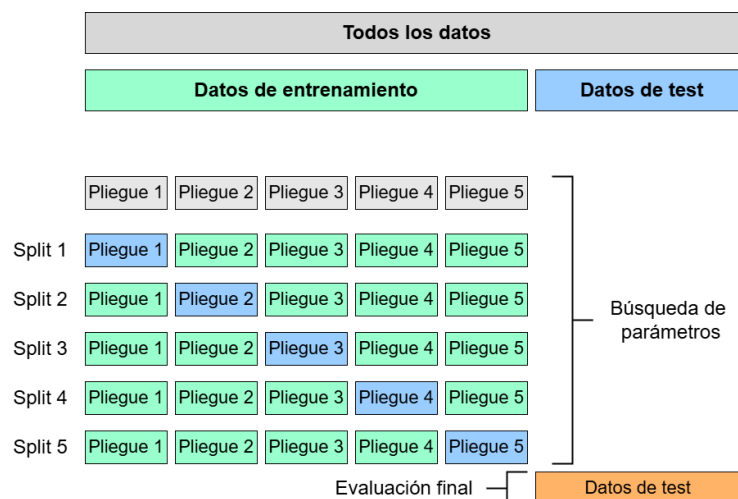 Todos los datos
Datos de entrenamiento Datos de test
Pliegue 1 Pliegue 2 Pliegue 3 Pliegue 4 Pliegue 5
Split 1 Pliegue 1 Pliegue 2 Pliegue 3 Pliegue 4 Pliegue 5
Split 2 Pliegue 1 Pliegue 2 Pliegue 3 Pliegue 4 Pliegue 5
Búsqueda de
parámetros
Split 3 Pliegue 1 Pliegue 2 Pliegue 3 Pliegue 4 Pliegue 5
Split 4 Pliegue 1 Pliegue 2 Pliegue 3 Pliegue 4 Pliegue 5
Split 5 Pliegue 1 Pliegue 2 Pliegue 3 Pliegue 4 Pliegue 5
Evaluación final Datos de test